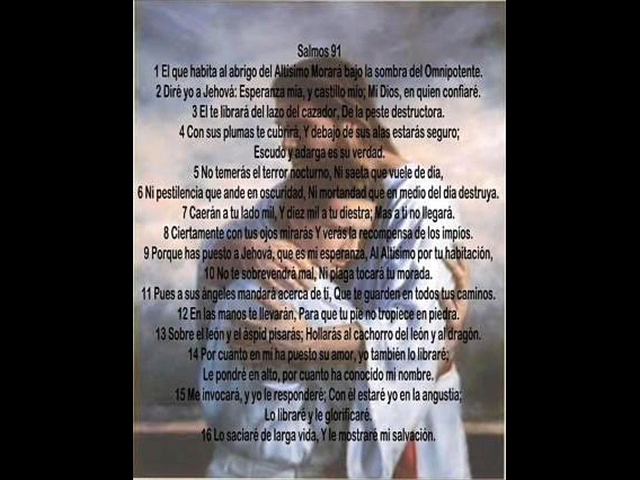 Salmos 91
1 El que habita al abrigo del Altísimo Morará bajo la sombra del Omnipotente.
2 Diré yo a Jehová: Esperanza mía, y castillo mío; Mi Dios, en quien confiaré.
3 El te librará del lazo del cazador, De la peste destructora.
4 Con sus plumas te cubrirá, Y debajo de sus alas estarás seguro;
Escudo y adarga es su verdad.
5 No temerás el terror nocturno, Ni saeta que vuele de día,
6 Ni pestilencia que ande en oscuridad, Ni mortandad que en medio del día destruya.
7 Caerán a tu lado mil, Y diez mil a tu diestra; Mas a ti no llegará.
8 Ciertamente con tus ojos mirarás Y verás la recompensa de los impíos.
9 Porque has puesto a Jehová, que es mi esperanza, Al Altísimo por tu habitación,
10 No te sobrevendrá mal, Ni plaga tocará tu morada.
11 Pues a sus ángeles mandará acerca de ti, Que te guarden en todos tus caminos.
12 En las manos te llevarán, Para que tu pie no tropiece en piedra.
13 Sobre el león y el áspid pisarás; Hollarás al cachorro del león y al dragón.
14 Por cuanto en mí ha puesto su amor, yo también lo libraré;
Le pondré en alto, por cuanto ha conocido mi nombre.
15 Me invocará, y yo le responderé; Con él estaré yo en la angustia;
Lo libraré y le glorificaré.
16 Lo saciaré de larga vida, Y le mostraré mi salvación.